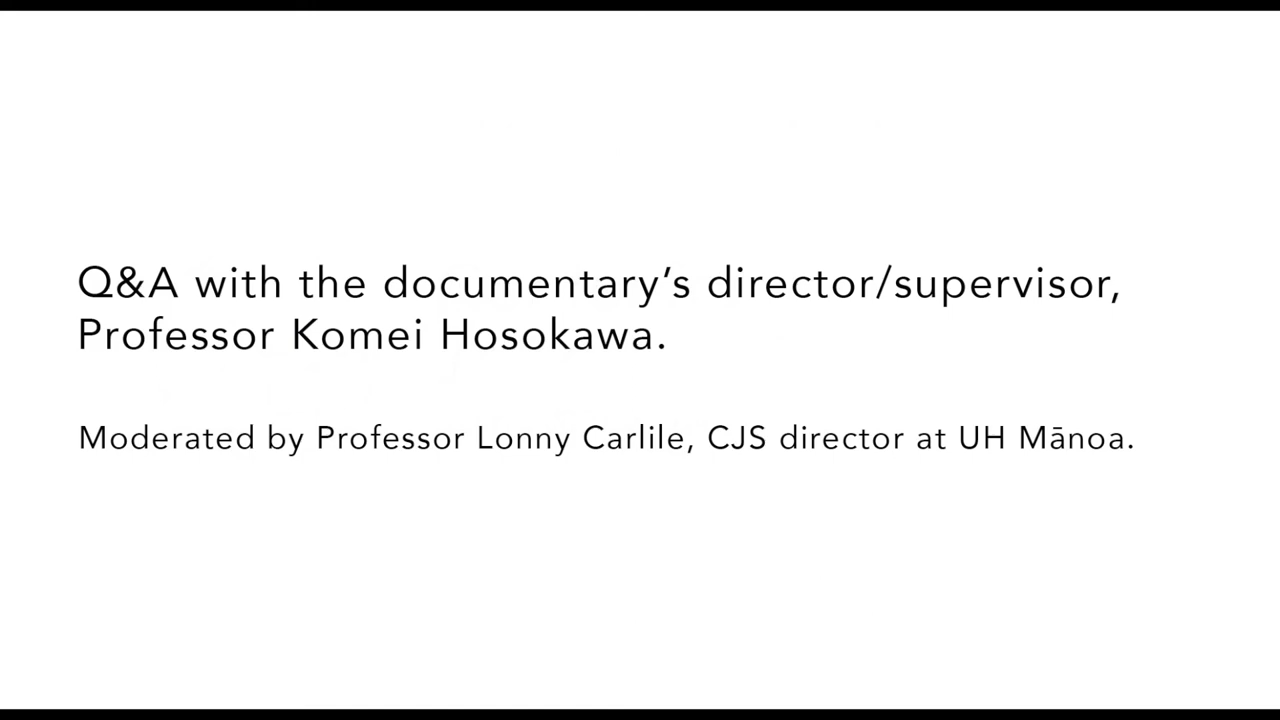 Q&A with the documentary’s director/supervisor,
Professor Komei Hosokawa.
Moderated by Professor Lonny Carlile, CJS director at UH Mānoa.